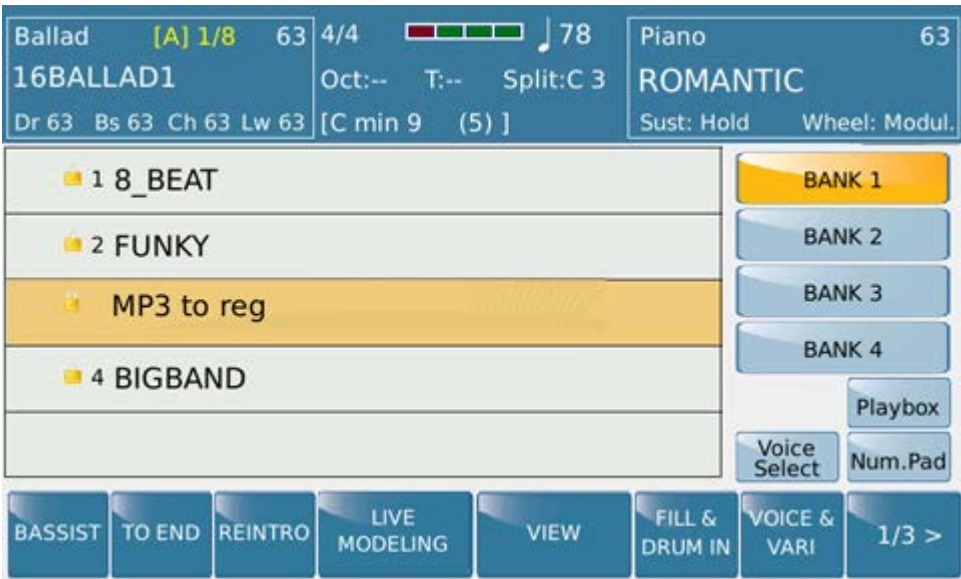 Ballad [A] 1/8 63
16BALLAD1
Dr 63 Bs 63 Ch 63 Lw 63
4/4 78
Oct:-- T:-- Split:C 3
[C min 9 (5) ]
Piano 63
ROMANTIC
Sust: Hold Wheel: Modul.
1 8_BEAT
2 FUNKY
MP3 to reg
4 BIGBAND
BANK 1
BANK 2
BANK 3
BANK 4
Playbox
Voice
Select
Num.Pad
BASSIST
TO END
REINTRO
LIVE
MODELING
VIEW
FILL &
DRUM IN
VOICE &
VARI
1/3 >